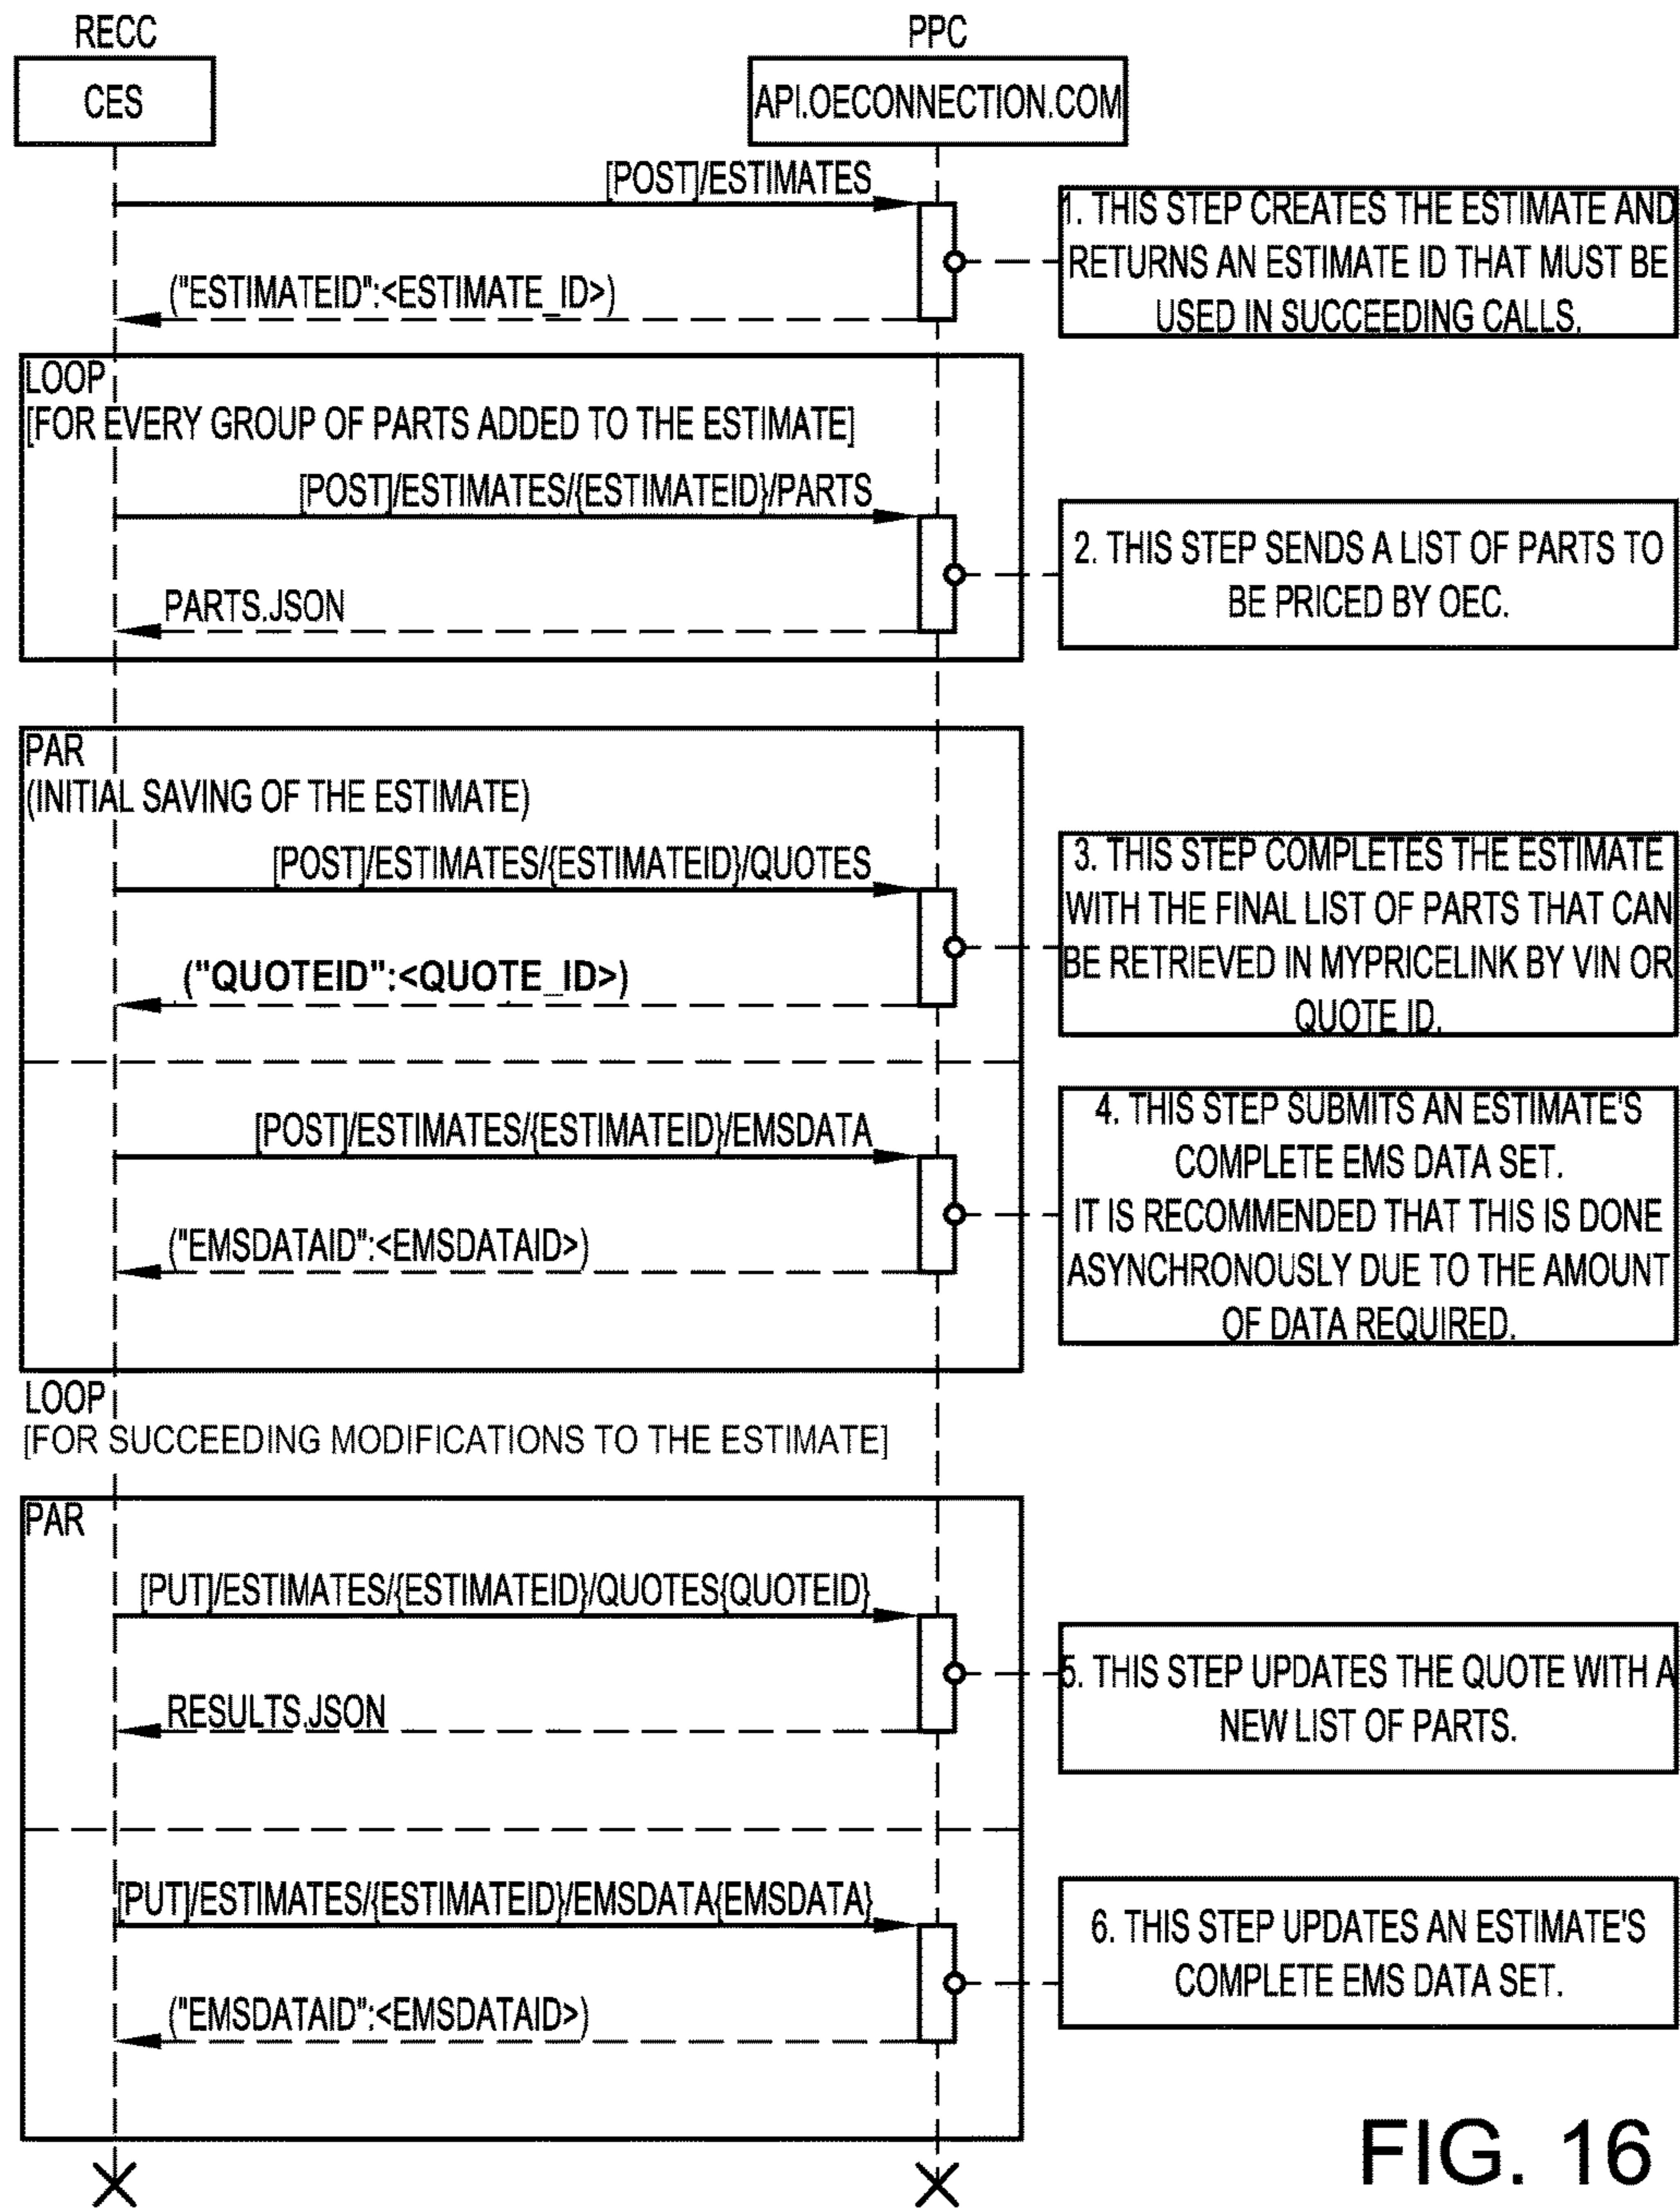 RECC
PPC
CES
API.OECONNECTION.COM
[POST]/ESTIMATES
1. THIS STEP CREATES THE ESTIMATE AND
RETURNS AN ESTIMATE ID THAT MUST BE
USED IN SUCCEEDING CALLS.
("ESTIMATEID":<ESTIMATE_ID>)
LOOP
[FOR EVERY GROUP OF PARTS ADDED TO THE ESTIMATE]
[POST]/ESTIMATES/{ESTIMATEID}/PARTS
2. THIS STEP SENDS A LIST OF PARTS TO
BE PRICED BY OEC.
PARTS.JSON
PAR
(INITIAL SAVING OF THE ESTIMATE)
[POST]/ESTIMATES/{ESTIMATEID}/QUOTES
3. THIS STEP COMPLETES THE ESTIMATE
WITH THE FINAL LIST OF PARTS THAT CAN
BE RETRIEVED IN MYPRICELINK BY VIN OR
QUOTE ID.
("QUOTEID":<QUOTE_ID>)
[POST]/ESTIMATES/{ESTIMATEID}/EMSDATA
4. THIS STEP SUBMITS AN ESTIMATE'S
COMPLETE EMS DATA SET.
IT IS RECOMMENDED THAT THIS IS DONE
ASYNCHRONOUSLY DUE TO THE AMOUNT
OF DATA REQUIRED.
("EMSDATAID":<EMSDATAID>)
LOOP
[FOR SUCCEEDING MODIFICATIONS TO THE ESTIMATE]
PAR
[PUT]/ESTIMATES/{ESTIMATEID}/QUOTES{QUOTEID}
5. THIS STEP UPDATES THE QUOTE WITH A
NEW LIST OF PARTS.
RESULTS.JSON
[PUT]/ESTIMATES/{ESTIMATEID}/EMSDATA{EMSDATA}
6. THIS STEP UPDATES AN ESTIMATE'S
COMPLETE EMS DATA SET.
("EMSDATAID":<EMSDATAID>)
FIG. 16